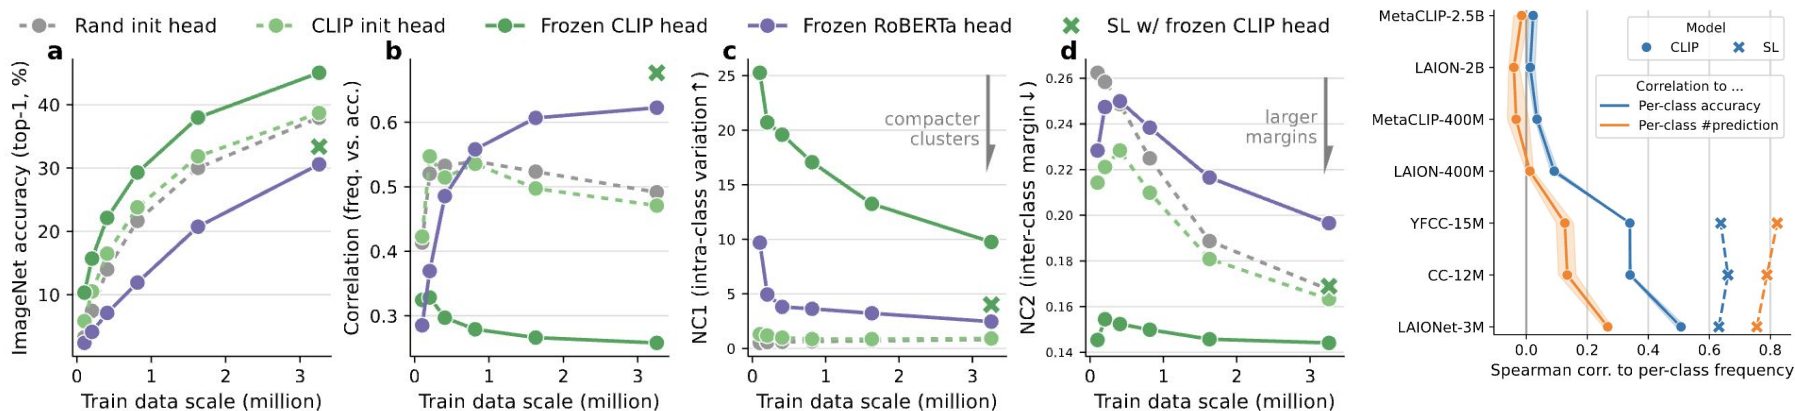 Rand init head
CLIP init head
Frozen CLIP head
Frozen RoBERTa head
SL w/ frozen CLIP head
a
ImageNet accuracy (top-1, %)
40
30
20
10
0
1
2
3
Train data scale (million)
b
Correlation (freq. vs. acc.)
0.6
0.5
0.4
0.3
0
1
2
3
Train data scale (million)
c
NC1 (intra-class variation↑)
25
20
15
10
5
0
compacter
clusters
0
1
2
3
Train data scale (million)
d
NC2 (inter-class margin↓)
0.26
0.24
0.22
0.20
0.18
0.16
0.14
larger
margins
0
1
2
3
Train data scale (million)
MetaCLIP-2.5B
LAION-2B
MetaCLIP-400M
LAION-400M
YFCC-15M
CC-12M
LAIONet-3M
Model
CLIP
SL
Correlation to ...
Per-class accuracy
Per-class #prediction
0.0
0.2
0.4
0.6
0.8
Spearman corr. to per-class frequency